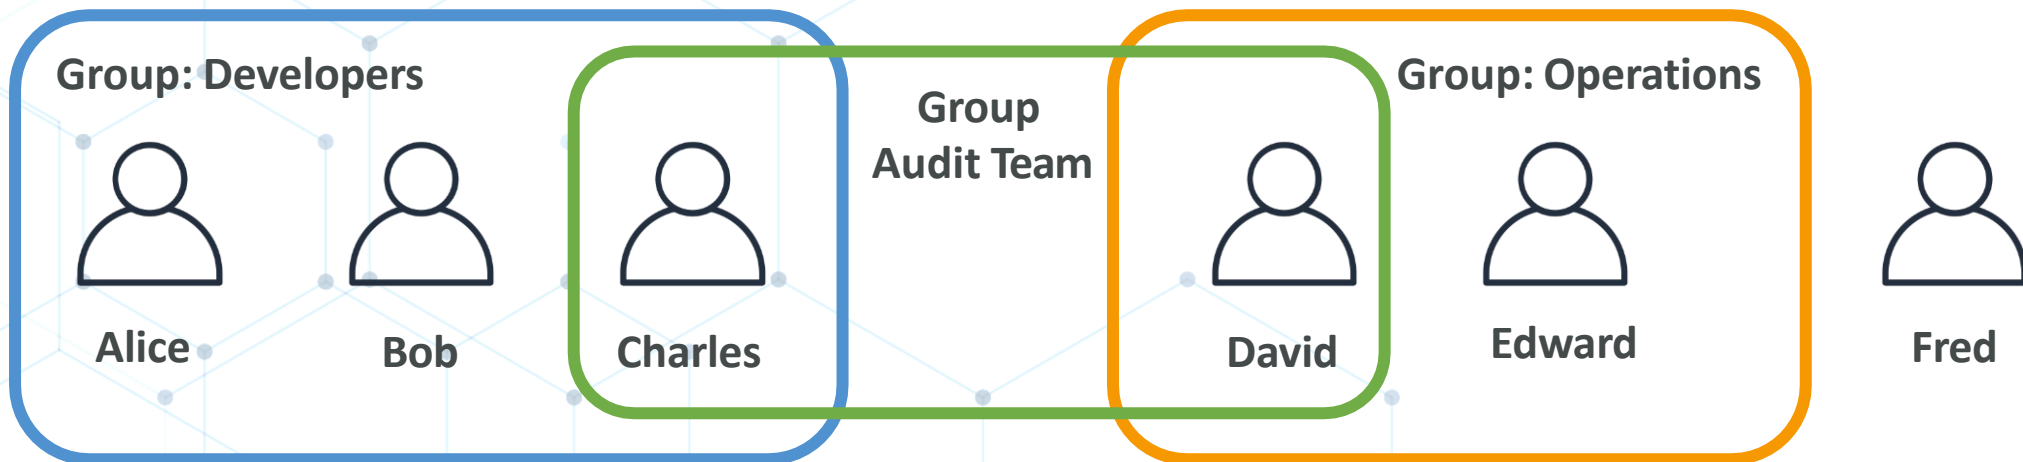 Group: Developers
Group
Audit Team
Group: Operations
Alice
Bob
Charles
David
Edward
Fred